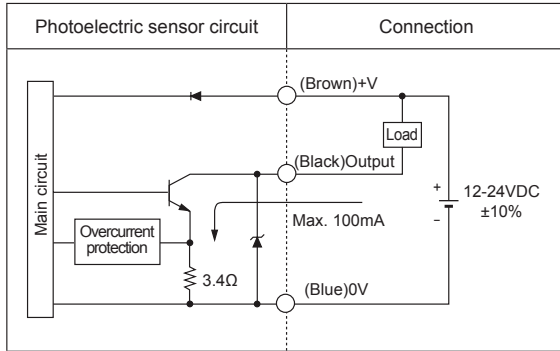 Photoelectric sensor circuit
Connection
(Brown)+V
Load
(Black)Output
Main circuit
+
12-24VDC
±10%
−
Max. 100mA
Overcurrent
protection
3.4Ω
(Blue)0V